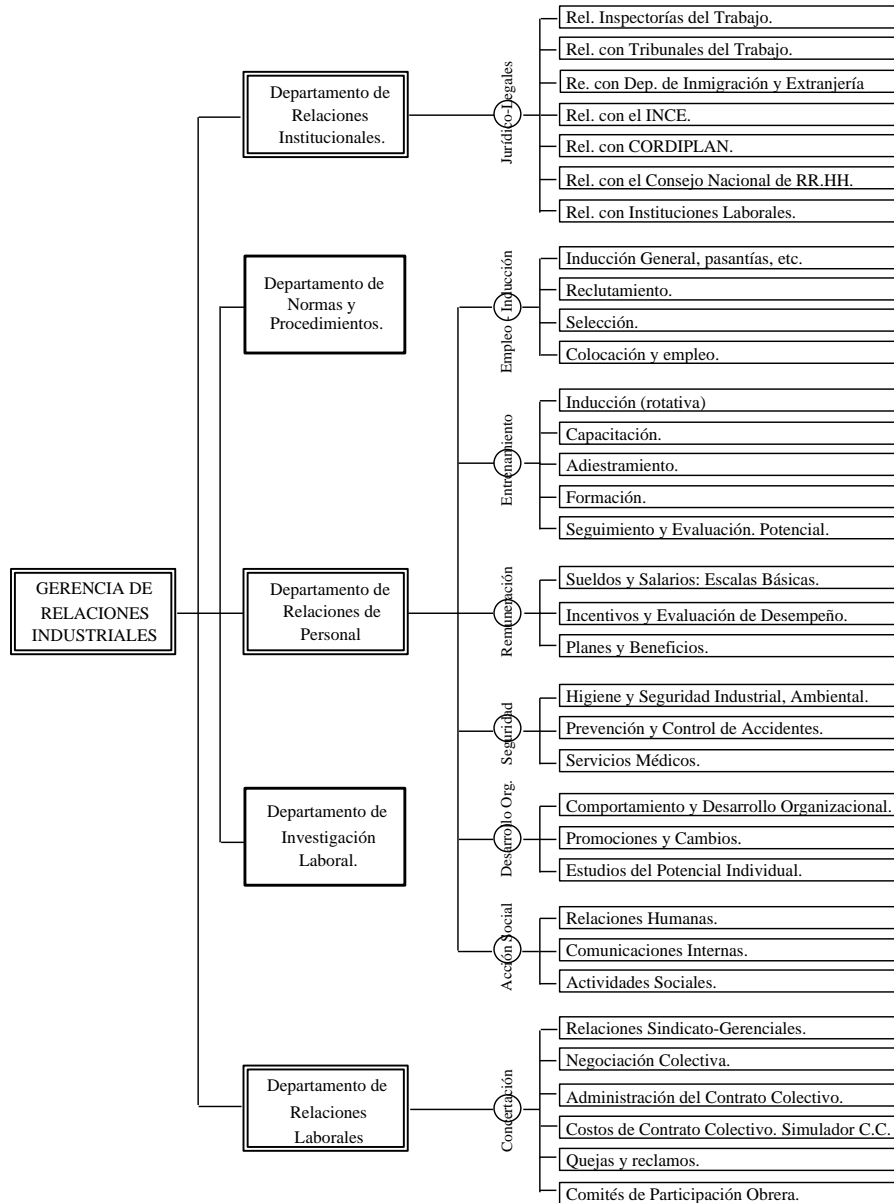 GERENCIA DE
RELACIONES
INDUSTRIALES
Departamento de
Relaciones
Institucionales.
Jurídico-Legales
Rel. Inspectorías del Trabajo.
Rel. con Tribunales del Trabajo.
Re. con Dep. de Inmigración y Extranjería
Rel. con el INCE.
Rel. con CORDIPLAN.
Rel. con el Consejo Nacional de RR.HH.
Rel. con Instituciones Laborales.
Departamento de
Normas y
Procedimientos.
Departamento de
Relaciones de
Personal
Empleo - Inducción
Inducción General, pasantías, etc.
Reclutamiento.
Selección.
Colocación y empleo.
Entrenamiento
Inducción (rotativa)
Capacitación.
Adiestramiento.
Formación.
Seguimiento y Evaluación. Potencial.
Remuneración
Sueldos y Salarios: Escalas Básicas.
Incentivos y Evaluación de Desempeño.
Planes y Beneficios.
Seguridad
Higiene y Seguridad Industrial, Ambiental.
Prevención y Control de Accidentes.
Servicios Médicos.
Desarrollo Org.
Comportamiento y Desarrollo Organizacional.
Promociones y Cambios.
Estudios del Potencial Individual.
Acción Social
Relaciones Humanas.
Comunicaciones Internas.
Actividades Sociales.
Departamento de
Investigación
Laboral.
Departamento de
Relaciones
Laborales
Concertación
Relaciones Sindicato-Gerenciales.
Negociación Colectiva.
Administración del Contrato Colectivo.
Costos de Contrato Colectivo. Simulador C.C.
Quejas y reclamos.
Comités de Participación Obrera.